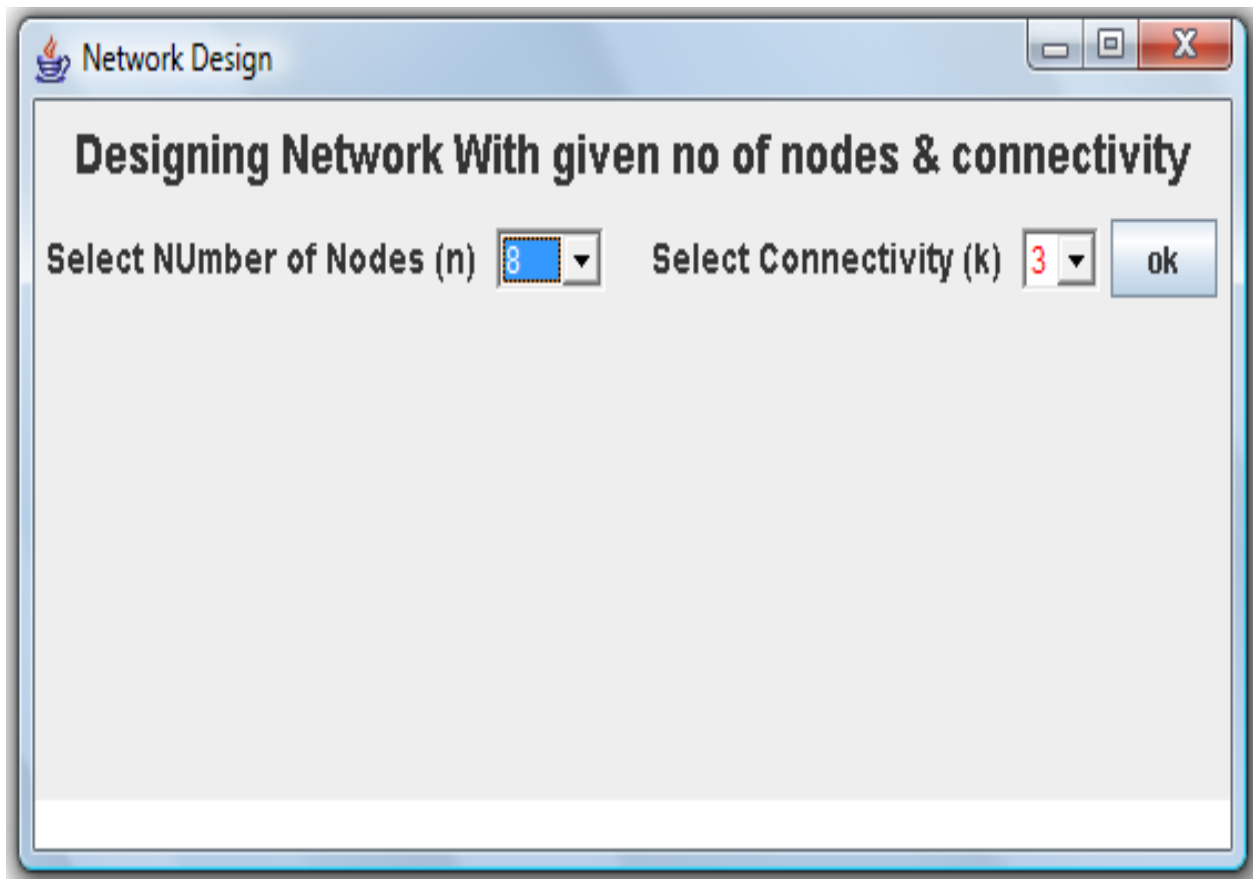 Network Design
X
Designing Network With given no of nodes & connectivity
Select NUmber of Nodes (n) 8 Select Connectivity (k) 3 ok